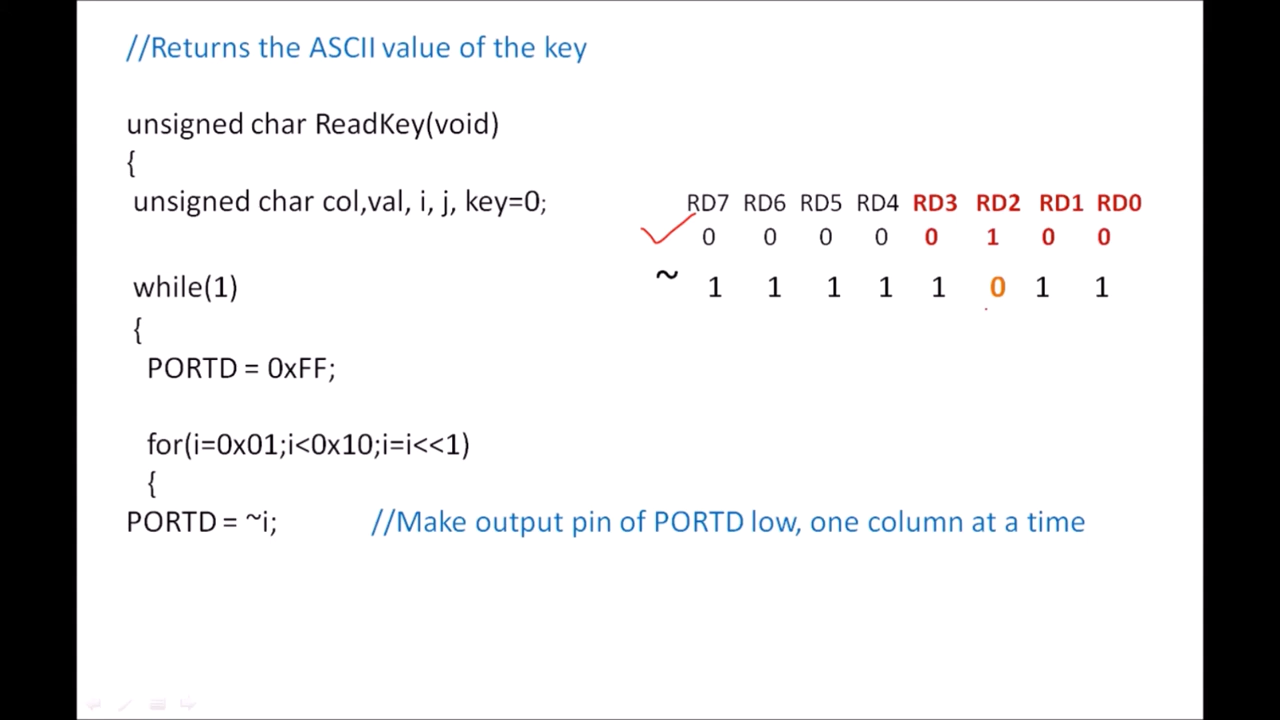 //Returns the ASCII value of the key
unsigned char ReadKey(void)
{
unsigned char col,val, i, j, key=0;
RD7 RD6 RD5 RD4 RD3 RD2 RD1 RD0
0 0 0 0 0 1 0 0
while(1)
~ 1 1 1 1 1 0 1 1
{
PORTD = 0xFF;
for(i=0x01;i<0x10;i=i<<1)
{
PORTD = ~i; //Make output pin of PORTD low, one column at a time